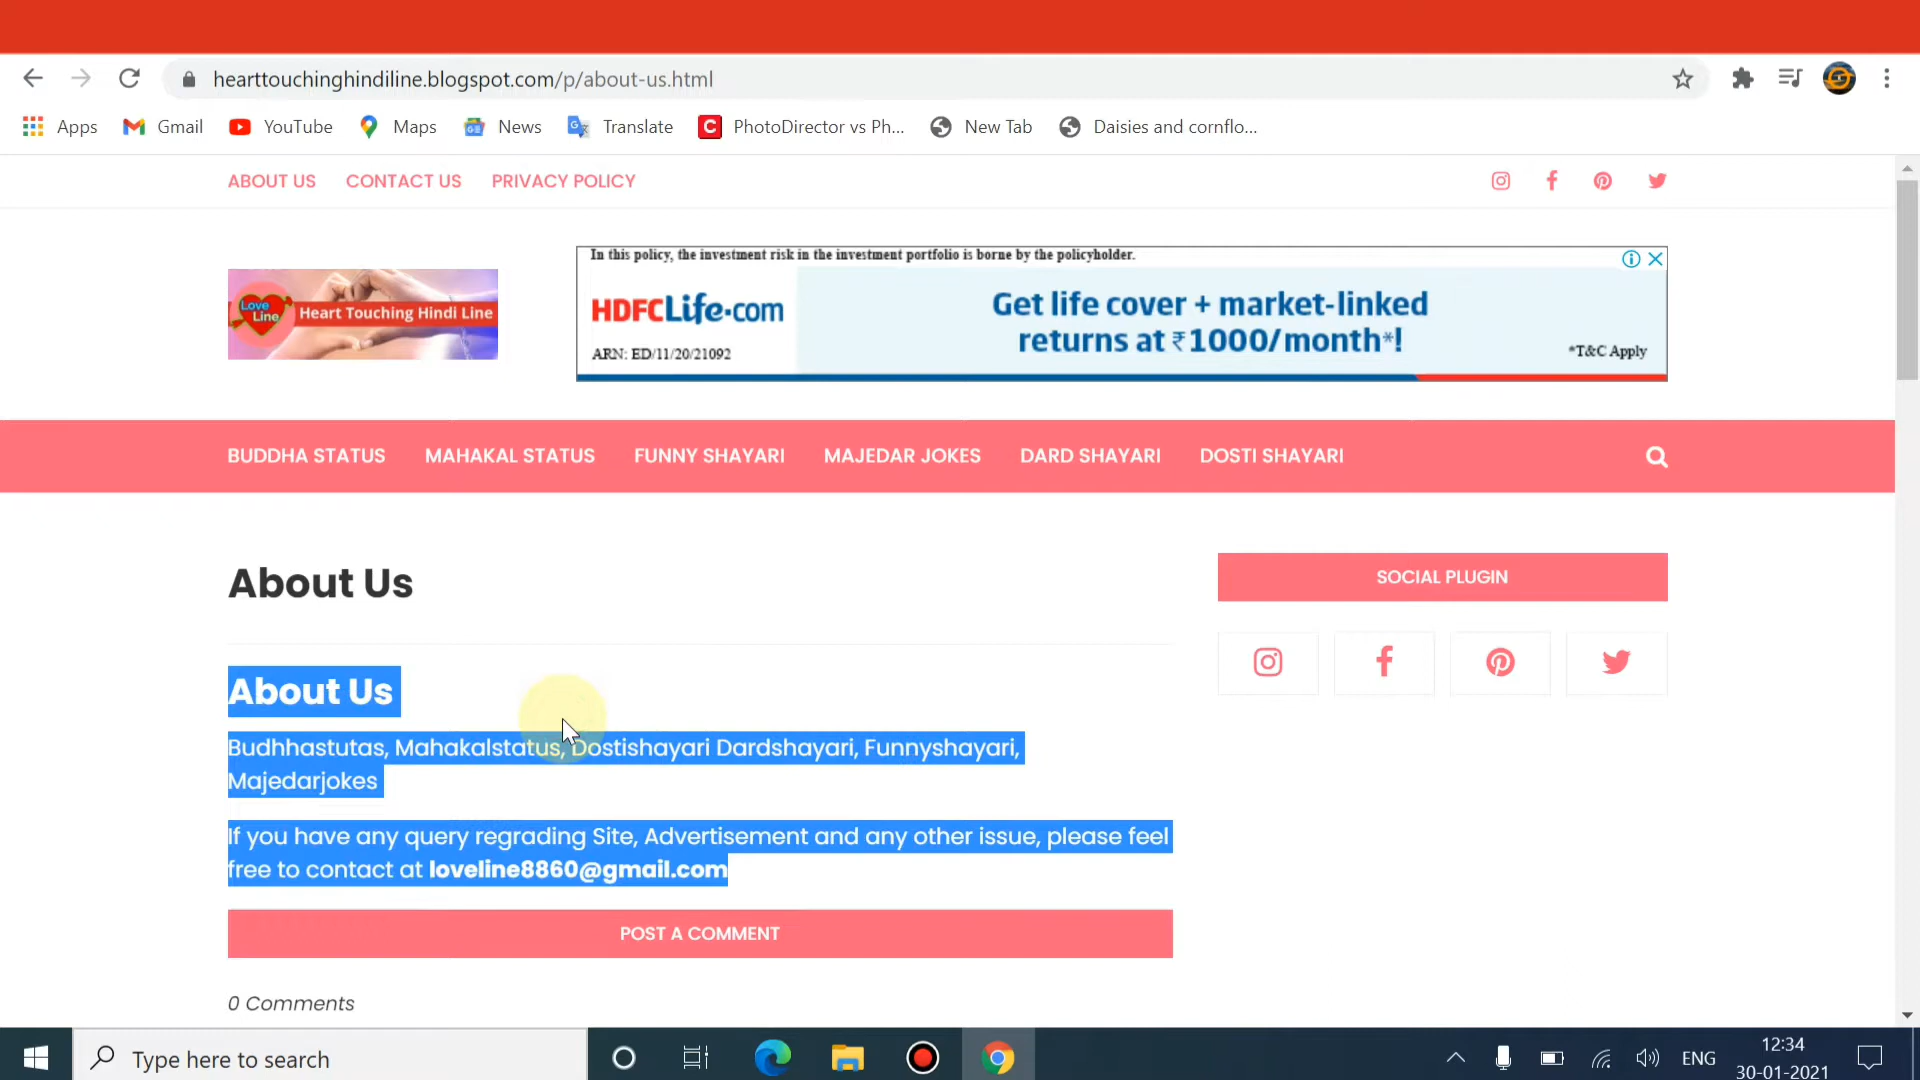 hearttouchinghindiline.blogspot.com/p/about-us.html
Apps Gmail YouTube Maps News Translate PhotoDirector vs Ph... New Tab Daisies and cornflo...
ABOUT US CONTACT US PRIVACY POLICY
In this policy, the investment risk in the investment portfolio is borne by the policyholder.
Love
Line
Heart Touching Hindi Line
HDFCLife.com
ARN: ED/11/20/21092
Get life cover + market-linked
returns at ₹1000/month*!
*T&C Apply
BUDDHA STATUS MAHAKAL STATUS FUNNY SHAYARI MAJEDAR JOKES DARD SHAYARI DOSTI SHAYARI
About Us
SOCIAL PLUGIN
About Us
Budhhastutas, Mahakalstatus, Dostishayari Dardshayari, Funnyshayari,
Majedarjokes
If you have any query regrading Site, Advertisement and any other issue, please feel
free to contact at loveline8860@gmail.com
POST A COMMENT
0 Comments
Type here to search
ENG
12:34
30-01-2021